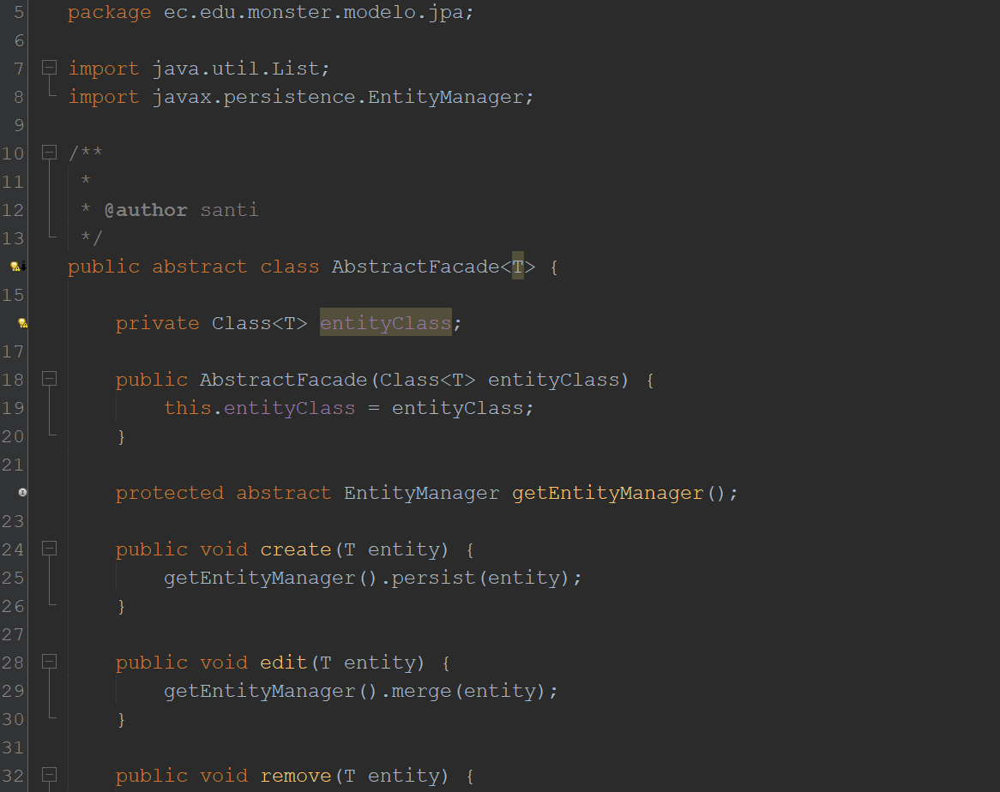 5 package ec.edu.monster.modelo.jpa;
6
7 import java.util.List;
8 import javax.persistence.EntityManager;
9
10 /**
11  *
12  * @author santi
13  */
public abstract class AbstractFacade<T> {
15
    private Class<T> entityClass;
17
18     public AbstractFacade(Class<T> entityClass) {
19         this.entityClass = entityClass;
20     }
21
    protected abstract EntityManager getEntityManager();
23
24     public void create(T entity) {
25         getEntityManager().persist(entity);
26     }
27
28     public void edit(T entity) {
29         getEntityManager().merge(entity);
30     }
31
32     public void remove(T entity) {